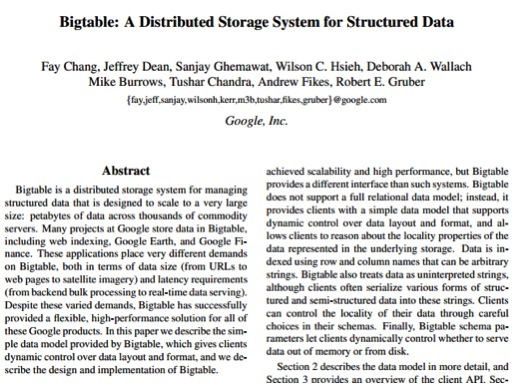 Bigtable: A Distributed Storage System for Structured Data
Fay Chang, Jeffrey Dean, Sanjay Ghemawat, Wilson C. Hsieh, Deborah A. Wallach
Mike Burrows, Tushar Chandra, Andrew Fikes, Robert E. Gruber
{fay,jeff,sanjay,wilsonh,kerr,m3b,tushar,fikes,gruber}@google.com
Google, Inc.
Abstract
Bigtable is a distributed storage system for managing
structured data that is designed to scale to a very large
size: petabytes of data across thousands of commodity
servers. Many projects at Google store data in Bigtable,
including web indexing, Google Earth, and Google Fi-
nance. These applications place very different demands
on Bigtable, both in terms of data size (from URLs to
web pages to satellite imagery) and latency requirements
(from backend bulk processing to real-time data serving).
Despite these varied demands, Bigtable has successfully
provided a flexible, high-performance solution for all of
these Google products. In this paper we describe the sim-
ple data model provided by Bigtable, which gives clients
dynamic control over data layout and format, and we de-
scribe the design and implementation of Bigtable.
achieved scalability and high performance, but Bigtable
provides a different interface than such systems. Bigtable
does not support a full relational data model; instead, it
provides clients with a simple data model that supports
dynamic control over data layout and format, and al-
lows clients to reason about the locality properties of the
data represented in the underlying storage. Data is in-
dexed using row and column names that can be arbitrary
strings. Bigtable also treats data as uninterpreted strings,
although clients often serialize various forms of struc-
tured and semi-structured data into these strings. Clients
can control the locality of their data through careful
choices in their schemas. Finally, Bigtable schema pa-
rameters let clients dynamically control whether to serve
data out of memory or from disk.
Section 2 describes the data model in more detail, and
Section 3 provides an overview of the client API. Sec-